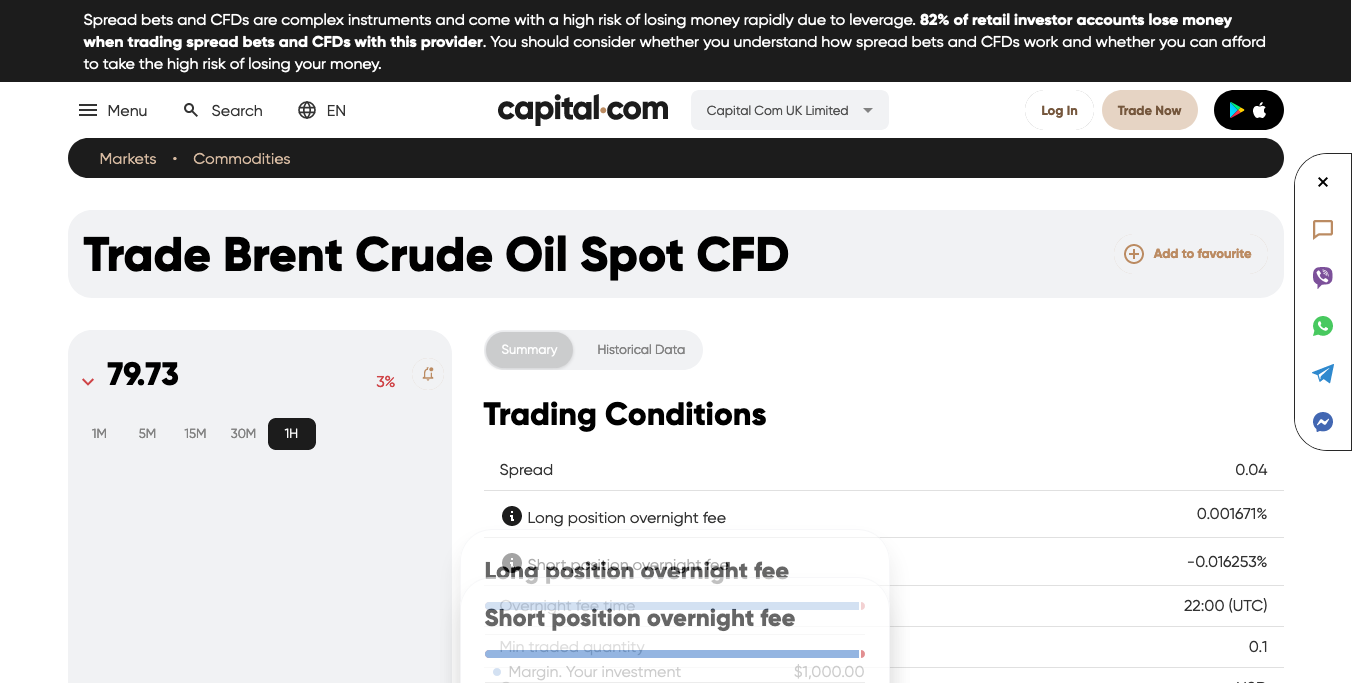 Spread bets and CFDs are complex instruments and come with a high risk of losing money rapidly due to leverage. 82% of retail investor accounts lose money
when trading spread bets and CFDs with this provider. You should consider whether you understand how spread bets and CFDs work and whether you can afford
to take the high risk of losing your money.
Menu Search EN capital.com Capital Com UK Limited Log In Trade Now
Markets • Commodities
Trade Brent Crude Oil Spot CFD
Add to favourite
79.73
3%
1M 5M 15M 30M 1H
Summary Historical Data
Trading Conditions
Spread 0.04
Long position overnight fee 0.001671%
Short position overnight fee -0.016253%
Long position overnight fee
Overnight fee time 22:00 (UTC)
Short position overnight fee
Min traded quantity 0.1
Margin. Your investment $1,000.00